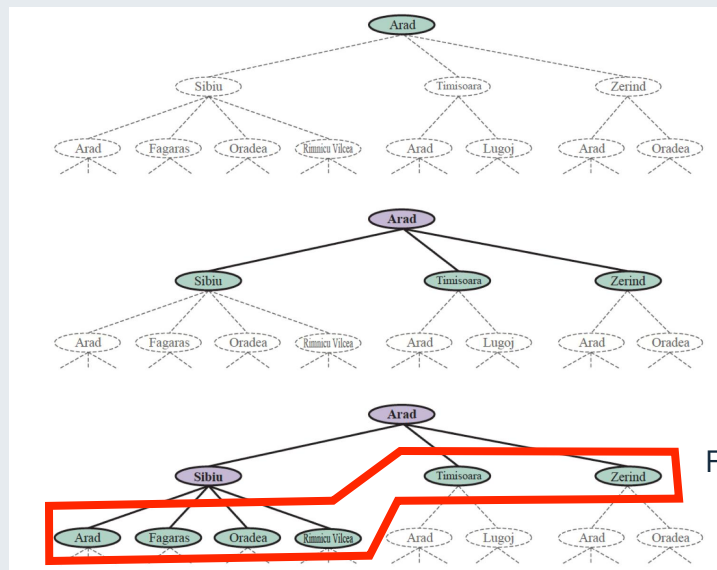 Arad
Sibiu Timisoara Zerind
Arad Fagaras Oradea Rimnicu Vilcea Arad Lugoj Arad Oradea
Arad
Sibiu Timisoara Zerind
Arad Fagaras Oradea Rimnicu Vilcea Arad Lugoj Arad Oradea
Arad
Sibiu Timisoara Zerind F
Arad Fagaras Oradea Rimnicu Vilcea Arad Lugoj Arad Oradea